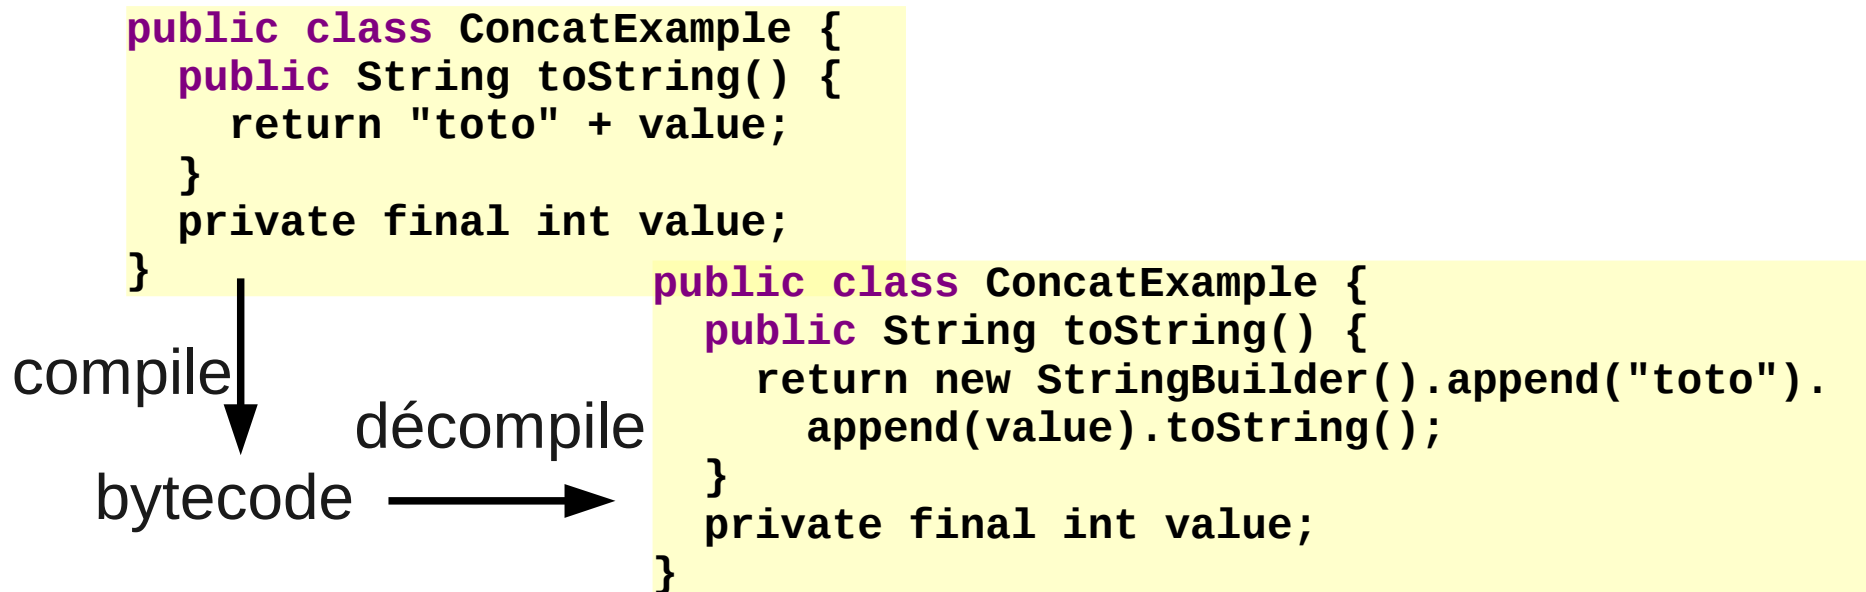 public class ConcatExample {
  public String toString() {
    return "toto" + value;
  }
  private final int value;
}
compile
bytecode
décompile
public class ConcatExample {
  public String toString() {
    return new StringBuilder().append("toto").
      append(value).toString();
  }
  private final int value;
}